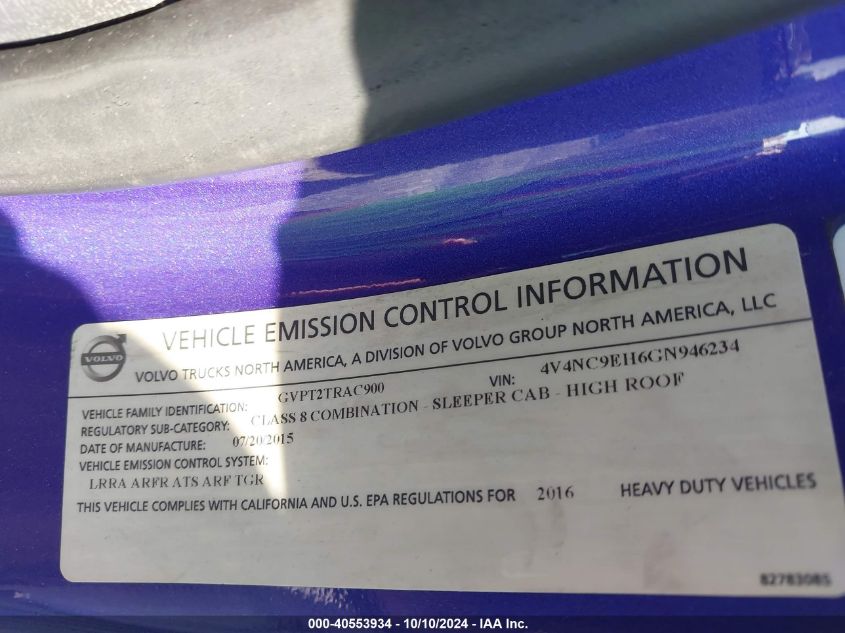 VEHICLE EMISSION CONTROL INFORMATION
VOLVO
VOLVO TRUCKS NORTH AMERICA, A DIVISION OF VOLVO GROUP NORTH AMERICA, LLC
VEHICLE FAMILY IDENTIFICATION: GVPT2TRAC900 VIN: 4V4NC9EH6GN946234
REGULATORY SUB-CATEGORY: CLASS 8 COMBINATION - SLEEPER CAB - HIGH ROOF
DATE OF MANUFACTURE: 07/20/2015
VEHICLE EMISSION CONTROL SYSTEM:
LRRA ARFR ATS ARF TGR
THIS VEHICLE COMPLIES WITH CALIFORNIA AND U.S. EPA REGULATIONS FOR 2016 HEAVY DUTY VEHICLES
82783085
000-40553934 - 10/10/2024 - IAA Inc.